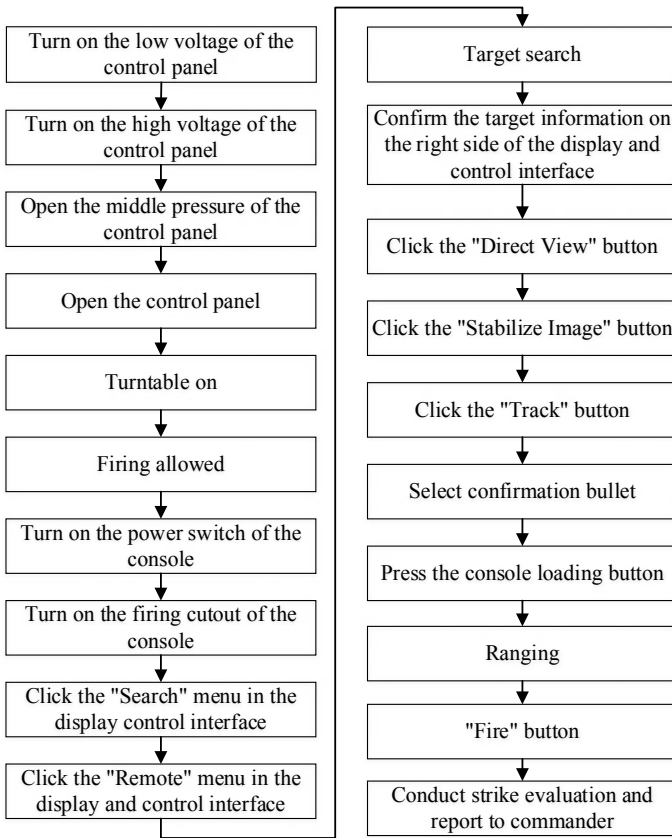 Turn on the low voltage of the
control panel
Turn on the high voltage of the
control panel
Open the middle pressure of the
control panel
Open the control panel
Turntable on
Firing allowed
Turn on the power switch of the
console
Turn on the firing cutout of the
console
Click the "Search" menu in the
display control interface
Click the "Remote" menu in the
display and control interface
Target search
Confirm the target information on
the right side of the display and
control interface
Click the "Direct View" button
Click the "Stabilize Image" button
Click the "Track" button
Select confirmation bullet
Press the console loading button
Ranging
"Fire" button
Conduct strike evaluation and
report to commander